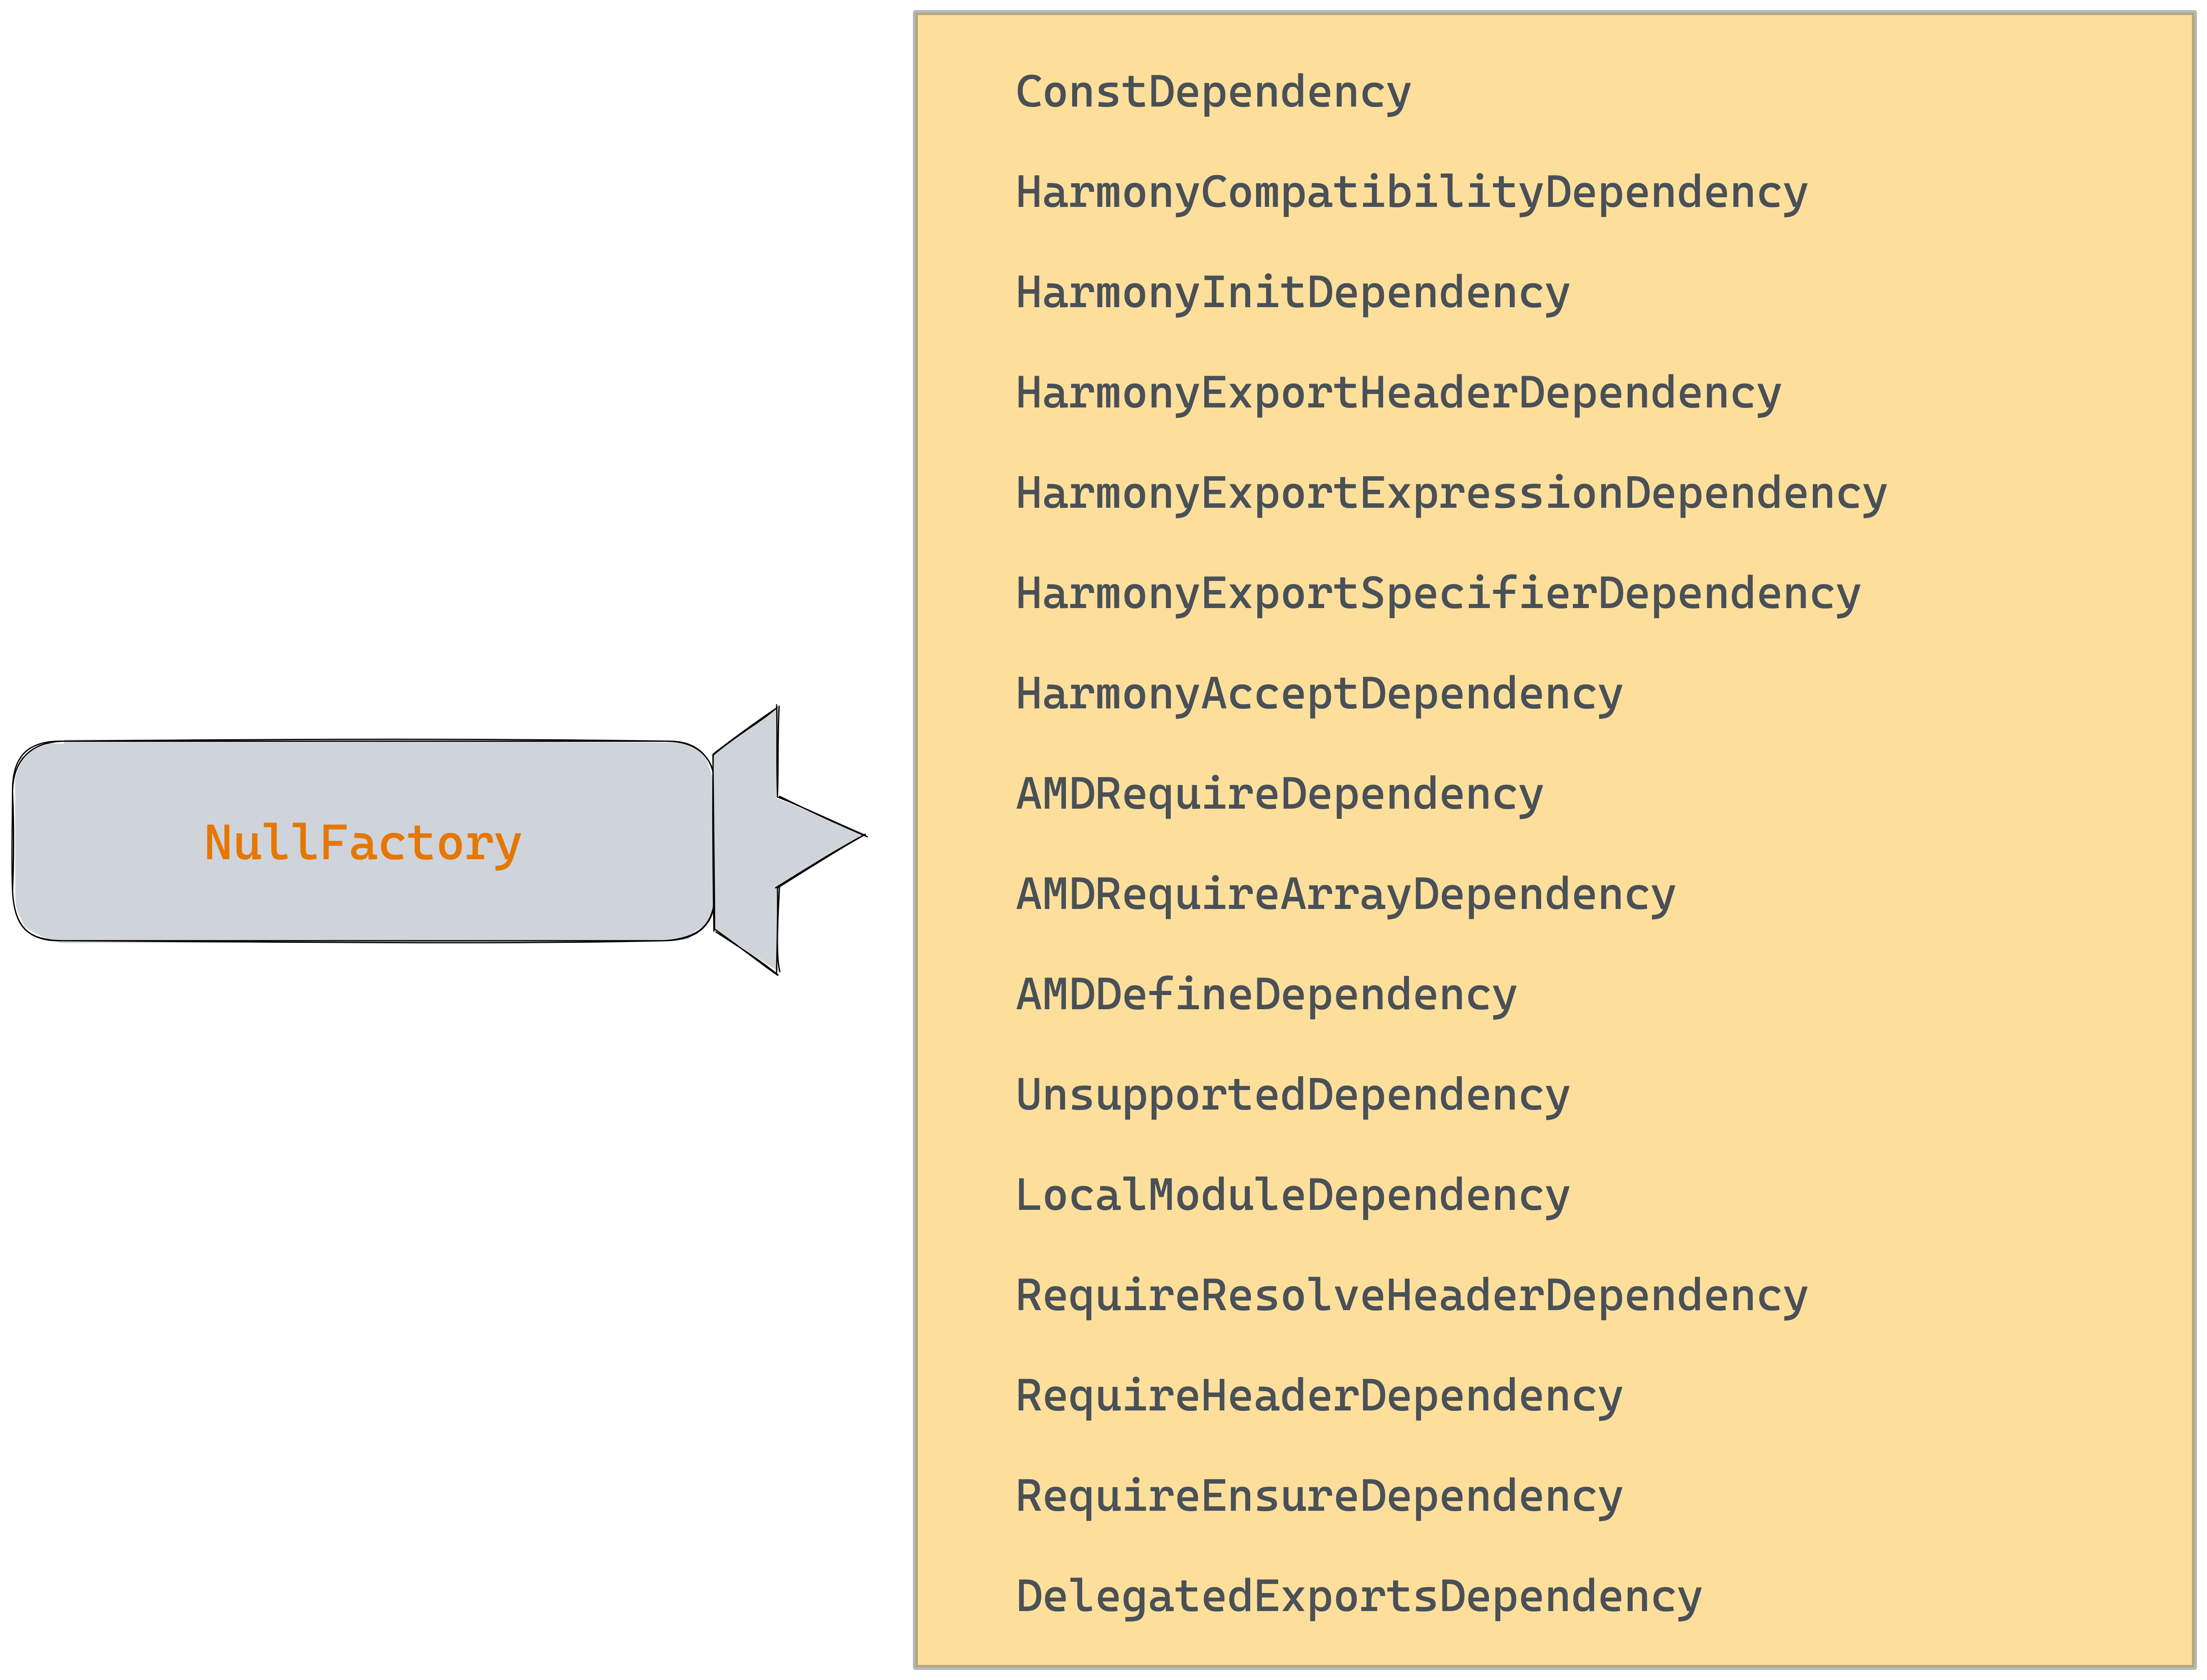 ConstDependency
HarmonyCompatibilityDependency
HarmonyInitDependency
HarmonyExportHeaderDependency
HarmonyExportExpressionDependency
HarmonyExportSpecifierDependency
HarmonyAcceptDependency
AMDRequireDependency
NullFactory
AMDRequireArrayDependency
AMDDefineDependency
UnsupportedDependency
LocalModuleDependency
RequireResolveHeaderDependency
RequireHeaderDependency
RequireEnsureDependency
DelegatedExportsDependency